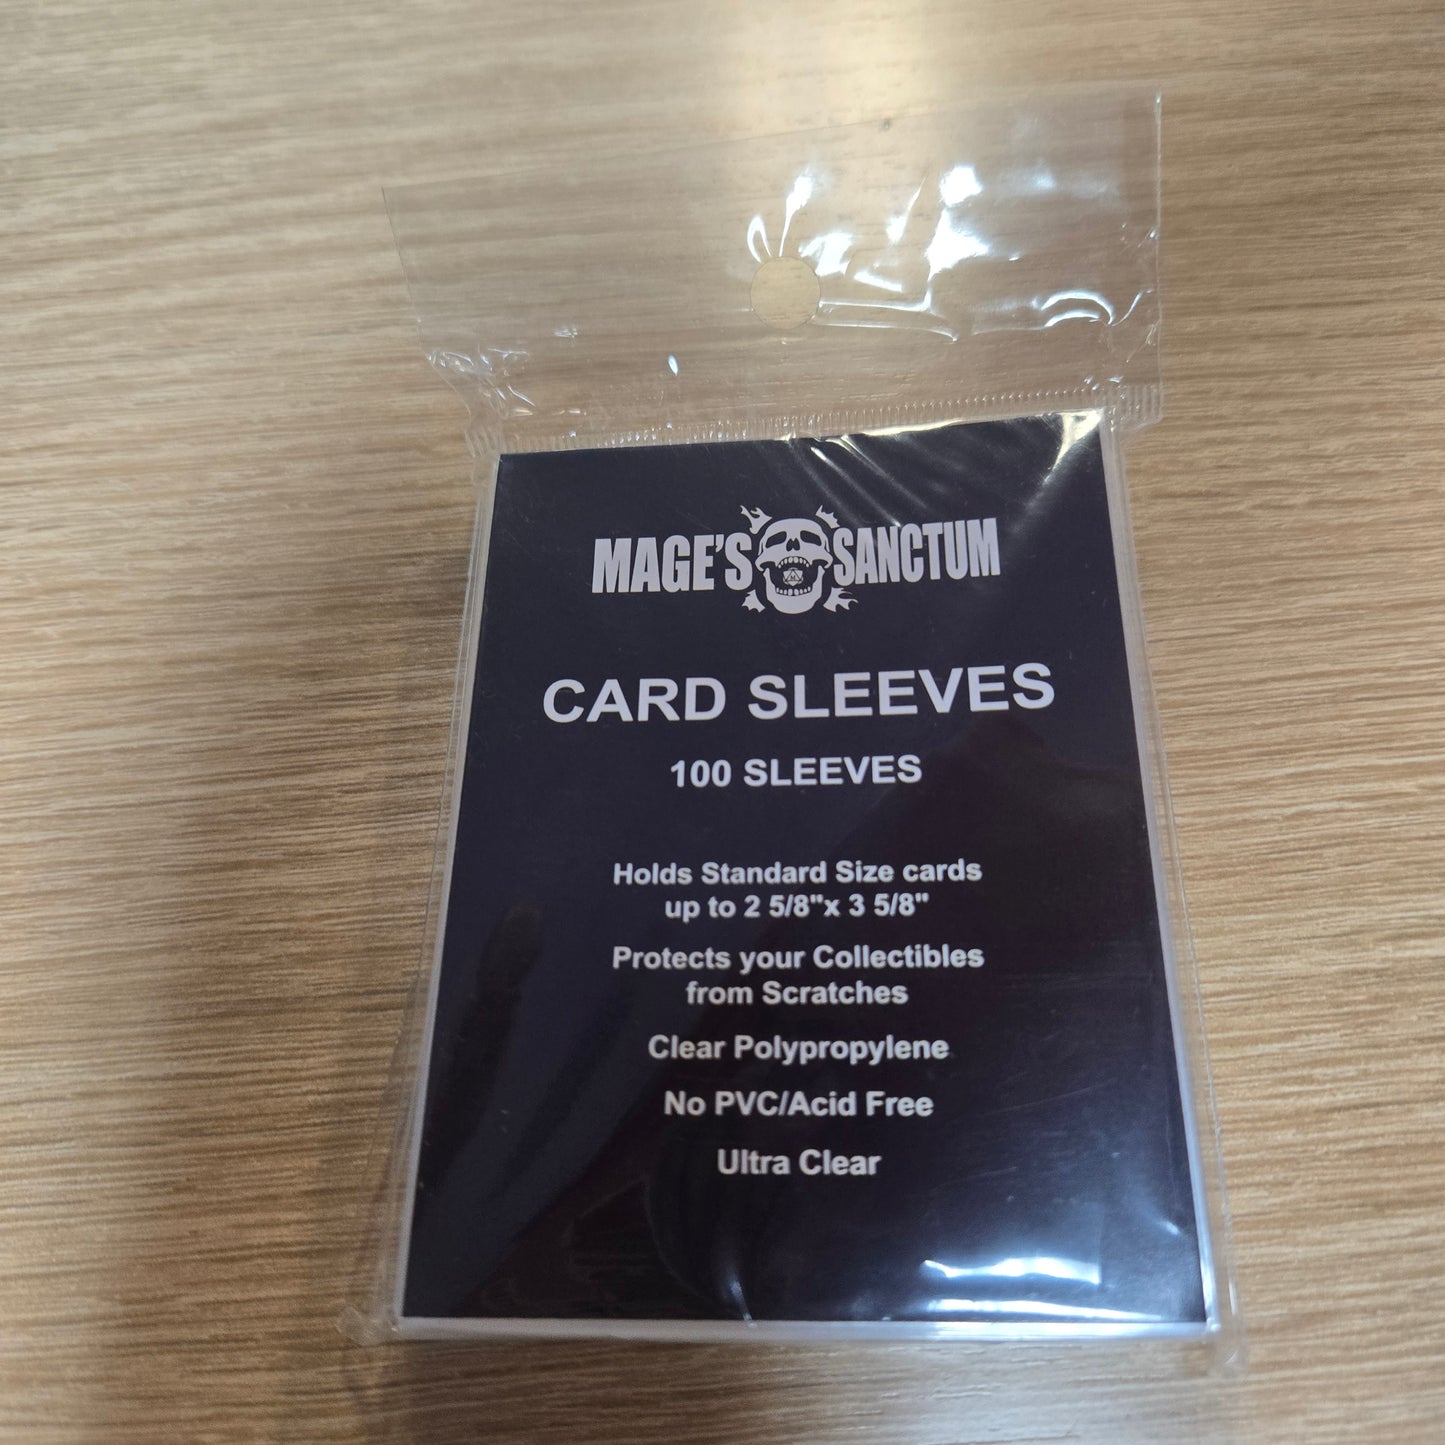 MAGE'S SANCTUM
CARD SLEEVES
100 SLEEVES
Holds Standard Size cards
up to 2 5/8"x 3 5/8"
Protects your Collectibles
from Scratches
Clear Polypropylene
No PVC/Acid Free
Ultra Clear